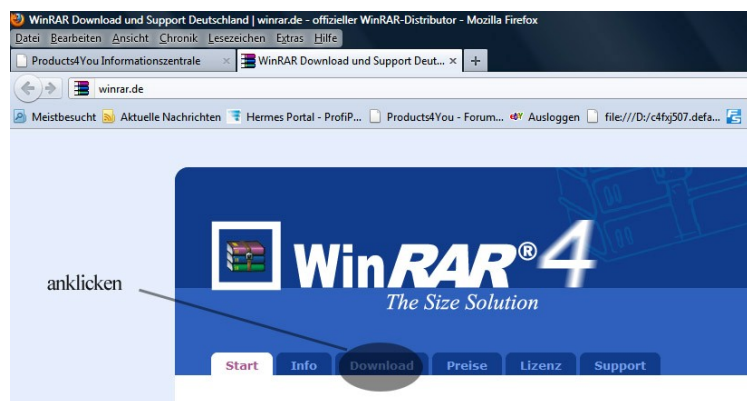 WinRAR Download und Support Deutschland | winrar.de - offizieller WinRAR-Distributor - Mozilla Firefox
Datei Bearbeiten Ansicht Chronik Lesezeichen Extras Hilfe
Products4You Informationszentrale × WinRAR Download und Support Deut... × +
winrar.de
Meistbesucht Aktuelle Nachrichten Hermes Portal - ProfiP... Products4You - Forum... Ausloggen file:///D:/c4fxj507.defa...
WinRAR®4
The Size Solution
anklicken
Start Info Download Preise Lizenz Support